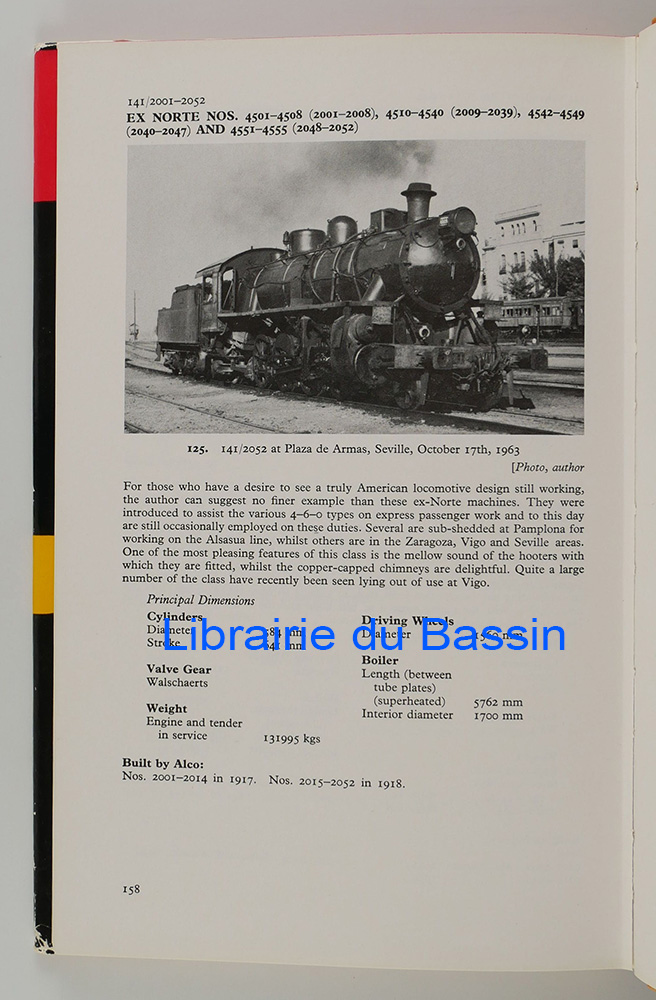 141/2001–2052
EX NORTE NOS. 4501–4508 (2001–2008), 4510–4540 (2009–2039), 4542–4549
(2040–2047) AND 4551–4555 (2048–2052)
125. 141/2052 at Plaza de Armas, Seville, October 17th, 1963
[Photo, author
For those who have a desire to see a truly American locomotive design still working,
the author can suggest no finer example than these ex-Norte machines. They were
introduced to assist the various 4–6–0 types on express passenger work and to this day
are still occasionally employed on these duties. Several are sub-shedded at Pamplona for
working on the Alsasua line, whilst others are in the Zaragoza, Vigo and Seville areas.
One of the most pleasing features of this class is the mellow sound of the hooters with
which they are fitted, whilst the copper-capped chimneys are delightful. Quite a large
number of the class have recently been seen lying out of use at Vigo.
Principal Dimensions
Cylinders
Diameter
Stroke
Valve Gear
Walschaerts
Weight
Engine and tender
in service 131995 kgs
Driving Wheels
Diameter 1560 mm
Boiler
Length (between
tube plates)
(superheated) 5762 mm
Interior diameter 1700 mm
Librairie du Bassin
Built by Alco:
Nos. 2001–2014 in 1917. Nos. 2015–2052 in 1918.
158